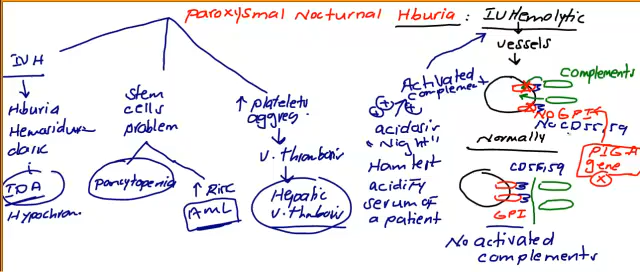 Paroxysmal Nocturnal Hburia : IVHemolytic
vessels
IVH
Hburia
Hemosiduria
dark
IDA
Hypochrom.
Stem
cells
problem
pancytopenia
↑ Risc
AML
↑ platelets
aggreg.
V. thrombosis
Hepatic
V. thrombosis
Activated
complement
acidosis
"Night"
Ham test
acidify
serum of
a patient
complements
No GPI
No CD55,59
PIG-A
gene
Normally
CD55,59
GPI
No activated
complements